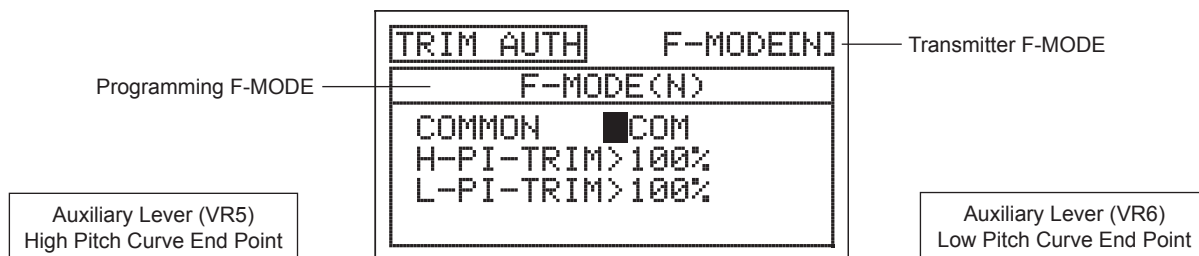 TRIM AUTH F-MODE[N]
Transmitter F-MODE
Programming F-MODE
F-MODE(N)
COMMON COM
H-PI-TRIM>100%
L-PI-TRIM>100%
Auxiliary Lever (VR5)
High Pitch Curve End Point
Auxiliary Lever (VR6)
Low Pitch Curve End Point